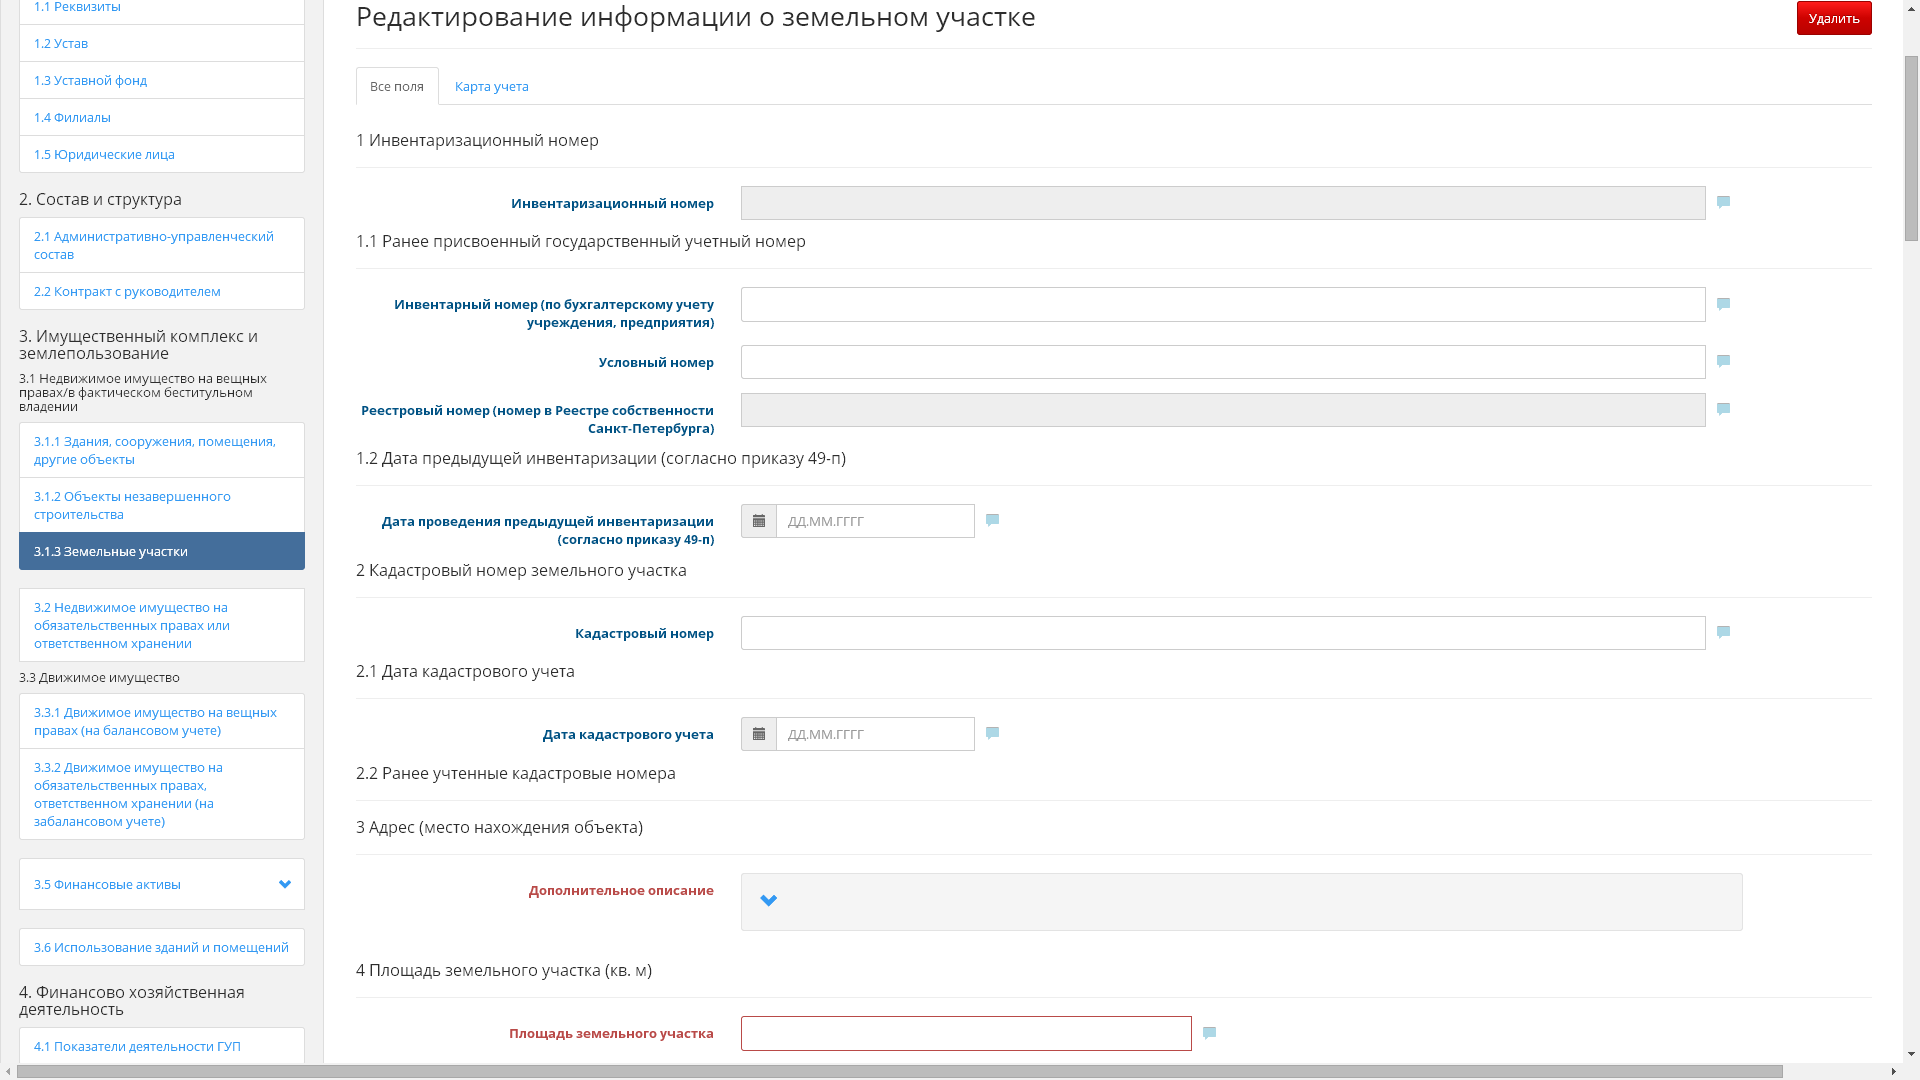 1.1 Реквизиты
1.2 Устав
1.3 Уставной фонд
1.4 Филиалы
1.5 Юридические лица
2. Состав и структура
2.1 Административно-управленческий
состав
2.2 Контракт с руководителем
3. Имущественный комплекс и
землепользование
3.1 Недвижимое имущество на вещных
правах/в фактическом беститульном
владении
3.1.1 Здания, сооружения, помещения,
другие объекты
3.1.2 Объекты незавершенного
строительства
3.1.3 Земельные участки
3.2 Недвижимое имущество на
обязательственных правах или
ответственном хранении
3.3 Движимое имущество
3.3.1 Движимое имущество на вещных
правах (на балансовом учете)
3.3.2 Движимое имущество на
обязательственных правах,
ответственном хранении (на
забалансовом учете)
3.5 Финансовые активы
3.6 Использование зданий и помещений
4. Финансово хозяйственная
деятельность
4.1 Показатели деятельности ГУП
Редактирование информации о земельном участке
Удалить
Все поля
Карта учета
1 Инвентаризационный номер
Инвентаризационный номер
1.1 Ранее присвоенный государственный учетный номер
Инвентарный номер (по бухгалтерскому учету
учреждения, предприятия)
Условный номер
Реестровый номер (номер в Реестре собственности
Санкт-Петербурга)
1.2 Дата предыдущей инвентаризации (согласно приказу 49-п)
Дата проведения предыдущей инвентаризации
(согласно приказу 49-п)
ДД.ММ.ГГГГ
2 Кадастровый номер земельного участка
Кадастровый номер
2.1 Дата кадастрового учета
Дата кадастрового учета
ДД.ММ.ГГГГ
2.2 Ранее учтенные кадастровые номера
3 Адрес (место нахождения объекта)
Дополнительное описание
4 Площадь земельного участка (кв. м)
Площадь земельного участка